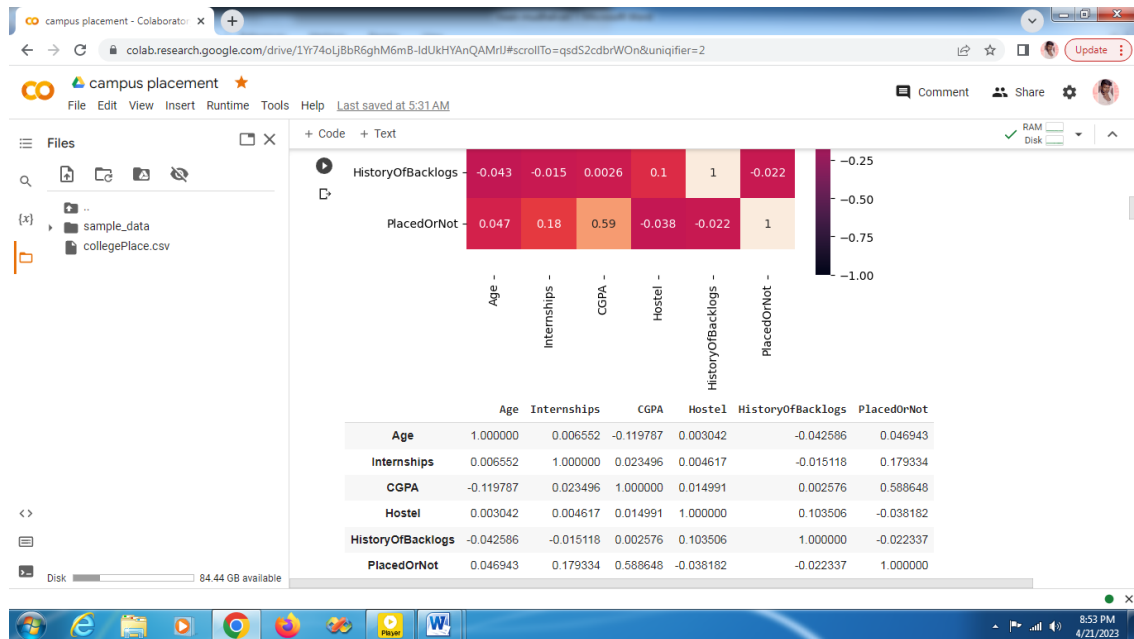 campus placement - Colaborator
colab.research.google.com/drive/1Yr74oLjBbR6ghM6mB-IdUkHYAnQAMrIJ#scrollTo=qsdS2cdbrWOn&uniqifier=2
Update
campus placement
File Edit View Insert Runtime Tools Help Last saved at 5:31 AM
Comment Share
Files
+ Code + Text
RAM
Disk
{x}
..
sample_data
collegePlace.csv
HistoryOfBacklogs -0.043 -0.015 0.0026 0.1 1 -0.022
PlacedOrNot 0.047 0.18 0.59 -0.038 -0.022 1
−0.25
−0.50
−0.75
−1.00
Age
Internships
CGPA
Hostel
HistoryOfBacklogs
PlacedOrNot
Age Internships CGPA Hostel HistoryOfBacklogs PlacedOrNot
Age 1.000000 0.006552 -0.119787 0.003042 -0.042586 0.046943
Internships 0.006552 1.000000 0.023496 0.004617 -0.015118 0.179334
CGPA -0.119787 0.023496 1.000000 0.014991 0.002576 0.588648
Hostel 0.003042 0.004617 0.014991 1.000000 0.103506 -0.038182
HistoryOfBacklogs -0.042586 -0.015118 0.002576 0.103506 1.000000 -0.022337
PlacedOrNot 0.046943 0.179334 0.588648 -0.038182 -0.022337 1.000000
Disk 84.44 GB available
Player
W
8:53 PM
4/21/2023